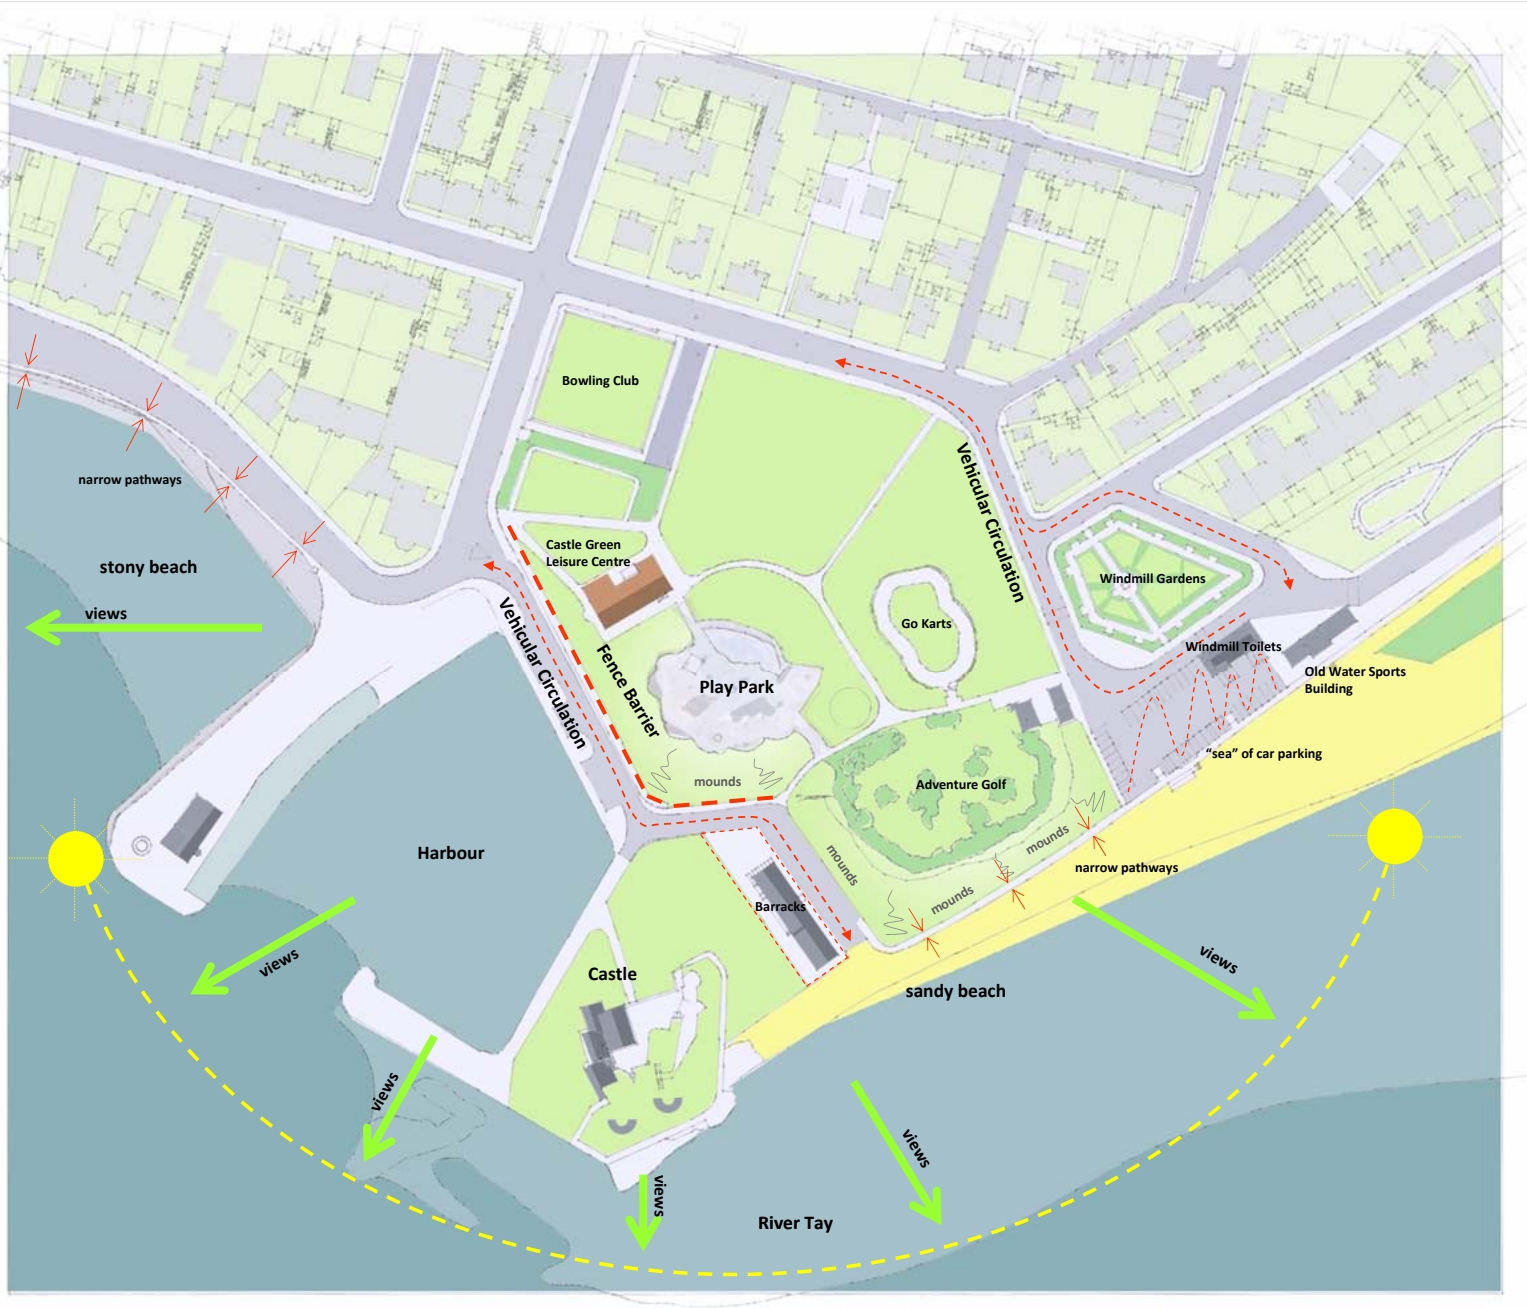 Bowling Club
narrow pathways
Castle Green
Leisure Centre
stony beach
views
Vehicular Circulation
Vehicular Circulation
Fence Barrier
Go Karts
Windmill Gardens
Windmill Toilets
Old Water Sports
Building
Play Park
mounds
"sea" of car parking
Adventure Golf
mounds
mounds
mounds
narrow pathways
Harbour
Barracks
views
Castle
sandy beach
views
views
views
views
River Tay